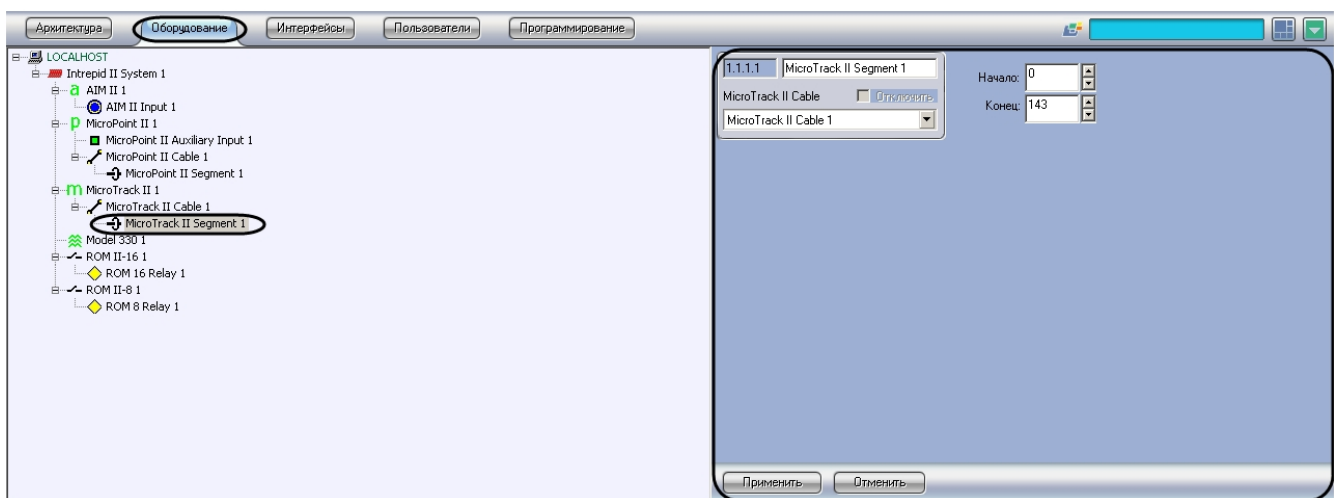 Архитектура Оборудование Интерфейсы Пользователи Программирование
LOCALHOST
Intrepid II System 1
AIM II 1
AIM II Input 1
MicroPoint II 1
MicroPoint II Auxiliary Input 1
MicroPoint II Cable 1
MicroPoint II Segment 1
MicroTrack II 1
MicroTrack II Cable 1
MicroTrack II Segment 1
Model 330 1
ROM II-16 1
ROM 16 Relay 1
ROM II-8 1
ROM 8 Relay 1
1.1.1.1 MicroTrack II Segment 1
MicroTrack II Cable Отключить
MicroTrack II Cable 1
Начало: 0
Конец: 143
Применить Отменить